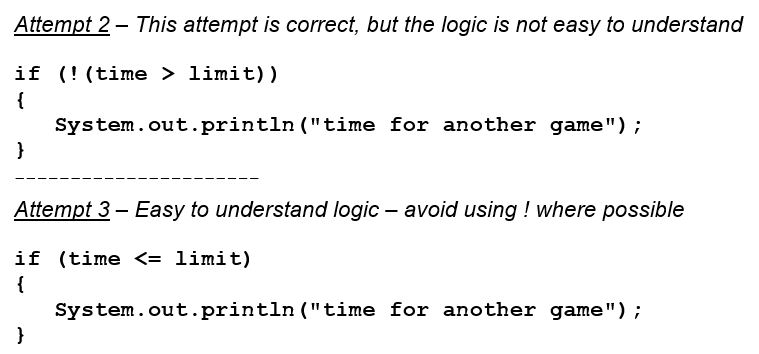 Attempt 2 – This attempt is correct, but the logic is not easy to understand
if (!(time > limit))
{
   System.out.println("time for another game");
}
----------------------
Attempt 3 – Easy to understand logic – avoid using ! where possible
if (time <= limit)
{
   System.out.println("time for another game");
}